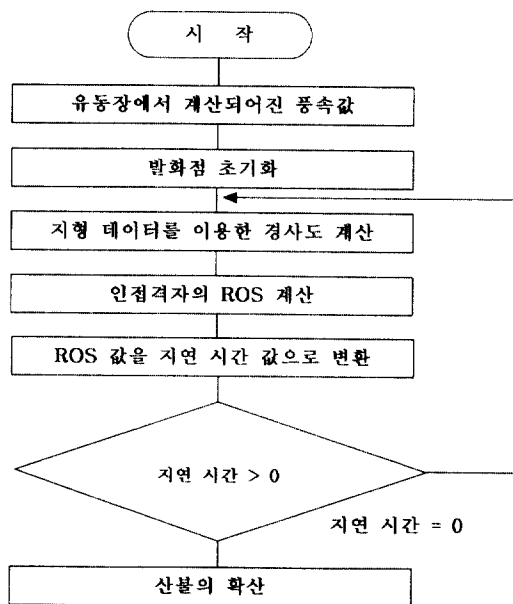 시 작
유동장에서 계산되어진 풍속값
발화점 초기화
지형 데이터를 이용한 경사도 계산
인접격자의 ROS 계산
ROS 값을 지연 시간 값으로 변환
지연 시간 > 0
지연 시간 = 0
산불의 확산